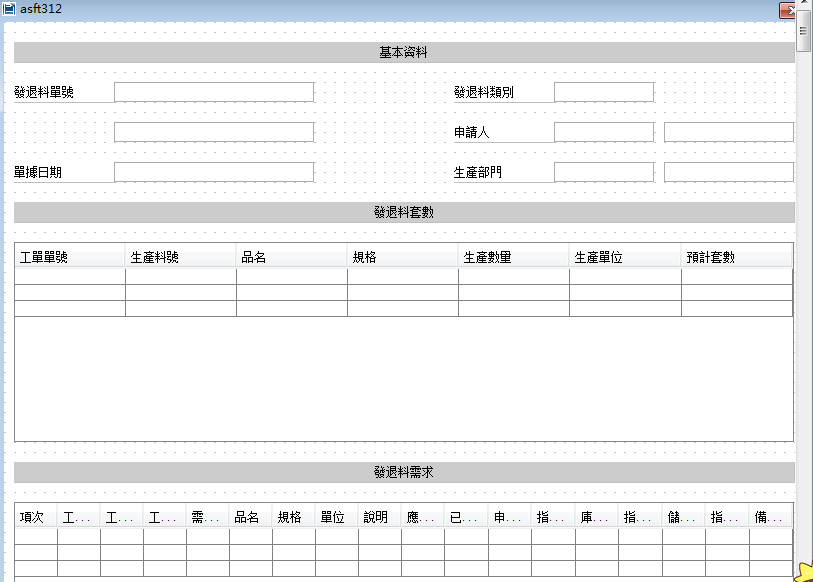 asft312
基本資料
發退料單號 發退料類別
申請人
單據日期 生產部門
發退料套數
工單單號 生產料號 品名 規格 生產數量 生產單位 預計套數
發退料需求
項次 工... 工... 工... 需... 品名 規格 單位 說明 應... 已... 申... 指... 庫... 指... 儲... 指... 備...